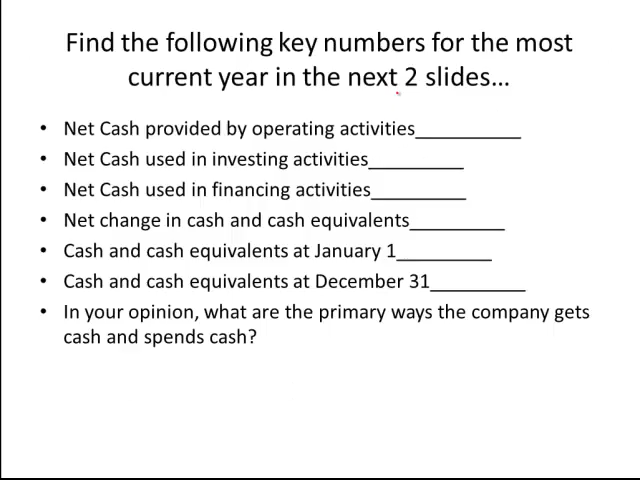 Find the following key numbers for the most
current year in the next 2 slides…
• Net Cash provided by operating activities__________
• Net Cash used in investing activities_________
• Net Cash used in financing activities_________
• Net change in cash and cash equivalents_________
• Cash and cash equivalents at January 1_________
• Cash and cash equivalents at December 31_________
• In your opinion, what are the primary ways the company gets
cash and spends cash?